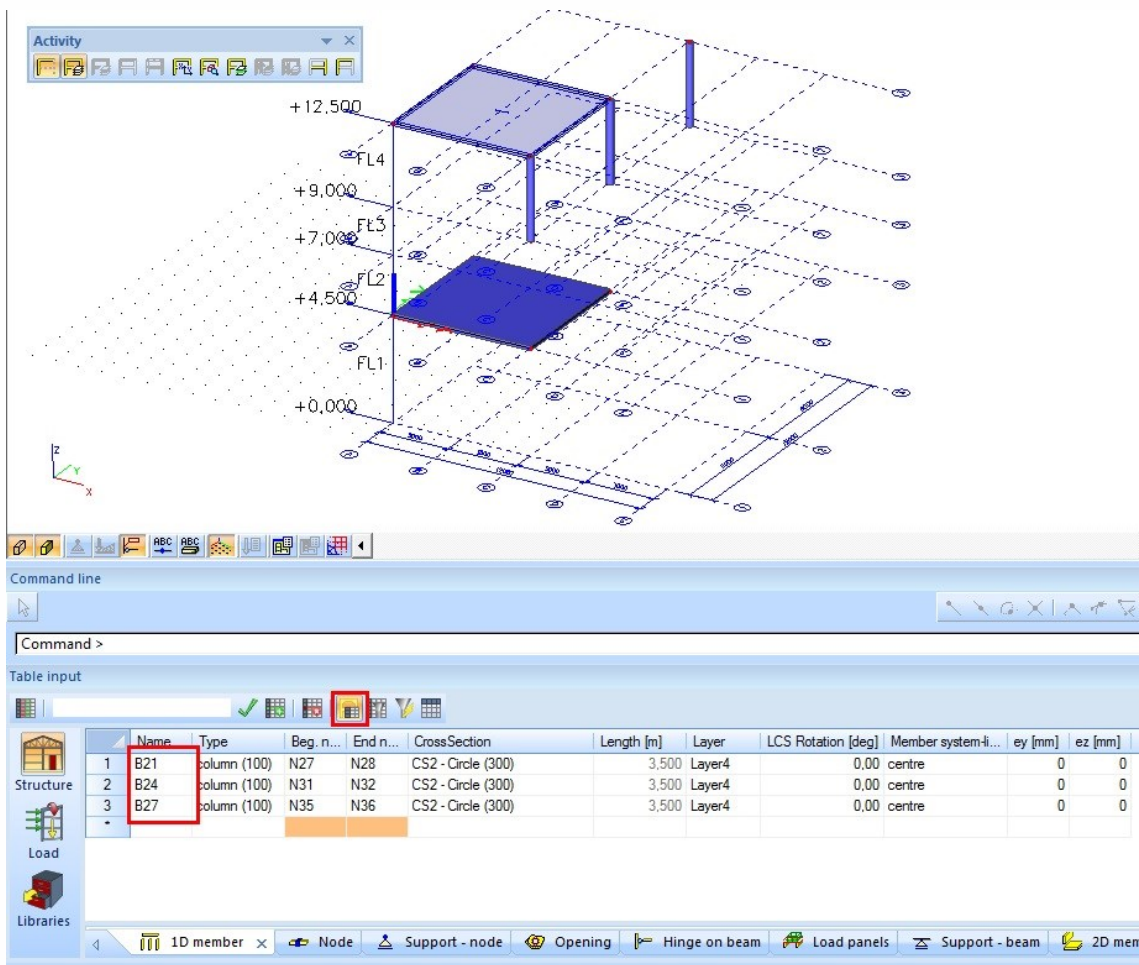 Activity
+12,500
FL4
+9,000
FL3
+7,000
FL2
+4,500
FL1
+0,000
z
Y
x
ABC ABC
Command line
Command >
Table input
Name Type Beg. n... End n... CrossSection Length [m] Layer LCS Rotation [deg] Member system-li... ey [mm] ez [mm]
1 B21 column (100) N27 N28 CS2 - Circle (300) 3,500 Layer4 0,00 centre 0 0
2 B24 column (100) N31 N32 CS2 - Circle (300) 3,500 Layer4 0,00 centre 0 0
3 B27 column (100) N35 N36 CS2 - Circle (300) 3,500 Layer4 0,00 centre 0 0
*
Structure
Load
Libraries
1D member Node Support - node Opening Hinge on beam Load panels Support - beam 2D mem